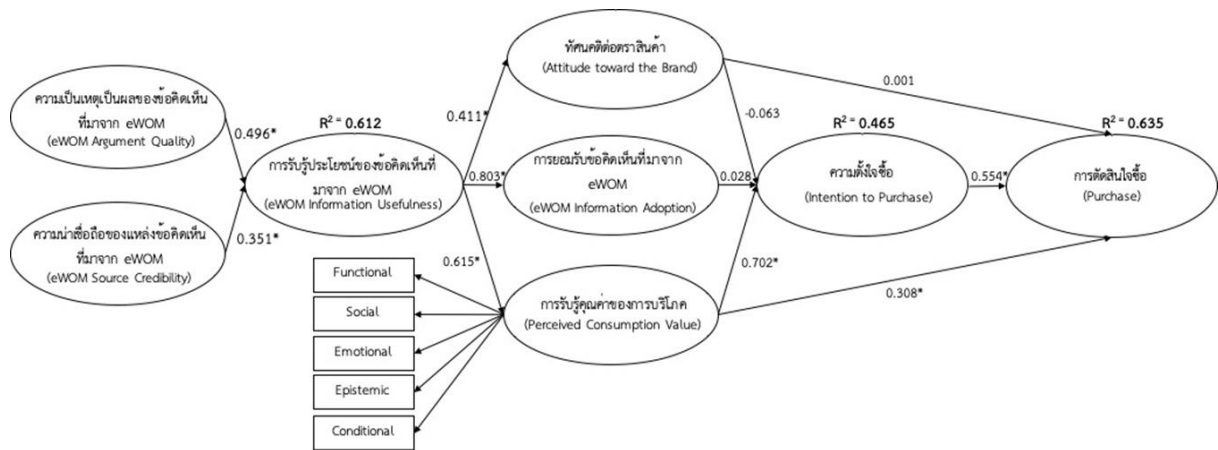 ความเป็นเหตุเป็นผลของข้อคิดเห็น
ที่มาจาก eWOM
(eWOM Argument Quality)
0.496*
ความน่าเชื่อถือของแหล่งข้อคิดเห็น
ที่มาจาก eWOM
(eWOM Source Credibility)
0.351*
R² = 0.612
การรับรู้ประโยชน์ของข้อคิดเห็นที่
มาจาก eWOM
(eWOM Information Usefulness)
0.411*
0.803*
0.615*
Functional
Social
Emotional
Epistemic
Conditional
ทัศนคติต่อตราสินค้า
(Attitude toward the Brand)
การยอมรับข้อคิดเห็นที่มาจาก
eWOM
(eWOM Information Adoption)
การรับรู้คุณค่าของการบริโภค
(Perceived Consumption Value)
0.001
-0.063
0.028
0.702*
0.308*
R² = 0.465
ความตั้งใจซื้อ
(Intention to Purchase)
0.554*
R² = 0.635
การตัดสินใจซื้อ
(Purchase)